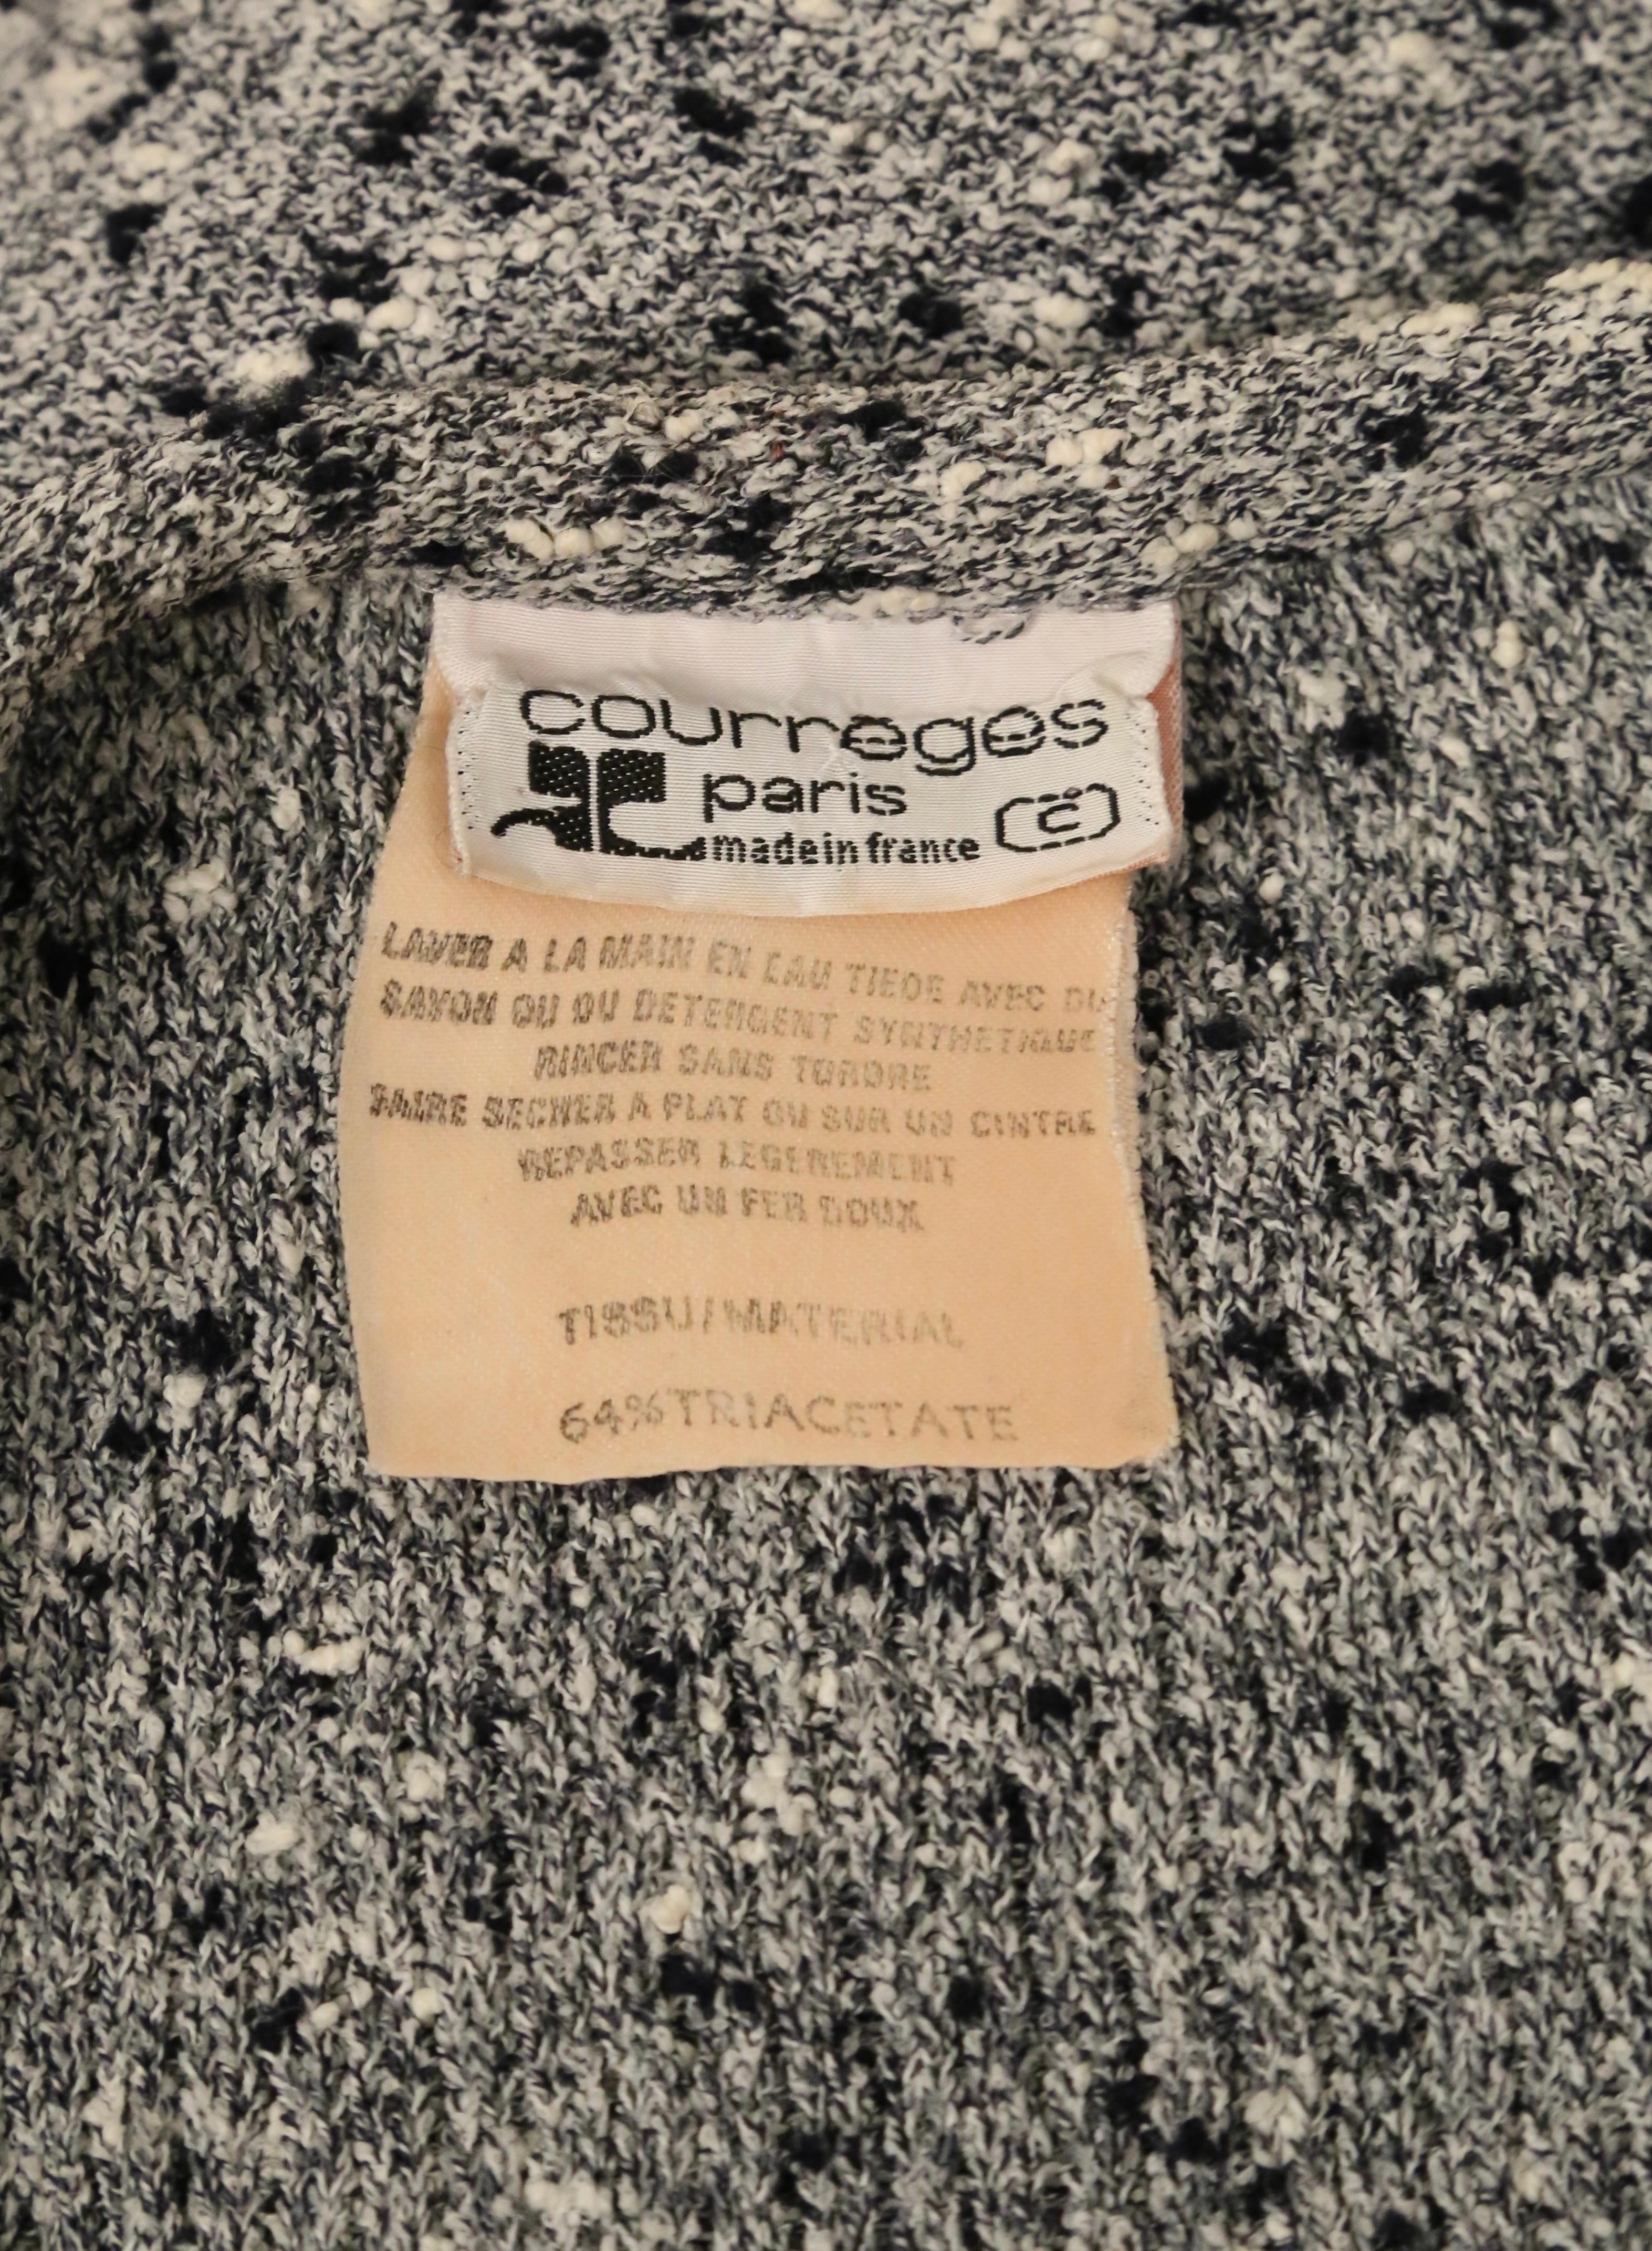 courrèges
paris
made in france
C
LAVER A LA MAIN EN EAU TIEDE AVEC DU
SAVON OU DU DETERGENT SYNTHETIQUE
RINCER SANS TORDRE
FAIRE SECHER A PLAT OU SUR UN CINTRE
REPASSER LEGEREMENT
AVEC UN FER DOUX
TISSU/MATERIAL
64% TRIACETATE